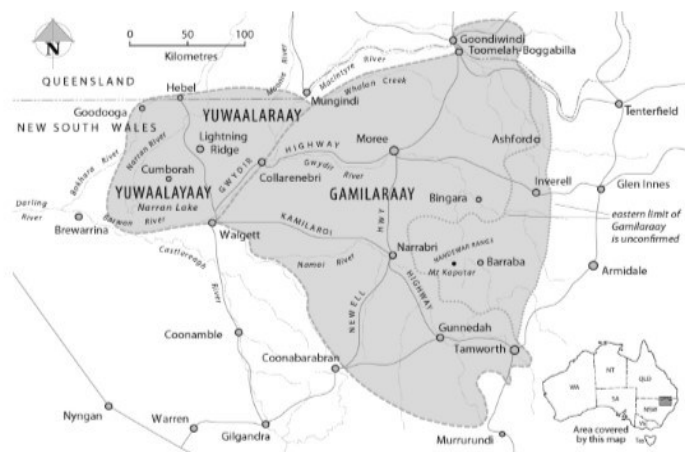 N
0 50 100
Kilometres
QUEENSLAND
NEW SOUTH WALES
Goondiwindi
Toomelah-Boggabilla
Macintyre River
Whalan Creek
Moonie River
Mungindi
Hebel
Goodooga
YUWAALARAAY
Lightning
Ridge
Narran River
Bokhara River
Cumborah
YUWAALAYAAY
Narran Lake
Darling
River
Barwon River
Brewarrina
Walgett
GWYDIR
HIGHWAY
Collarenebri
Gwydir River
Moree
Tenterfield
Ashford
Inverell
Glen Innes
GAMILARAAY
Bingara
eastern limit of
Gamilaraay
is unconfirmed
KAMILAROI
HWY
Narrabri
NANDEWAR RANGE
Mt Kaputar
Barraba
Armidale
Namoi River
Castlereagh
River
HIGHWAY
NEWELL
Coonamble
Gunnedah
Tamworth
Coonabarabran
Nyngan
Warren
Gilgandra
Murrurundi
WA
NT
QLD
SA
NSW
Area covered
by this map